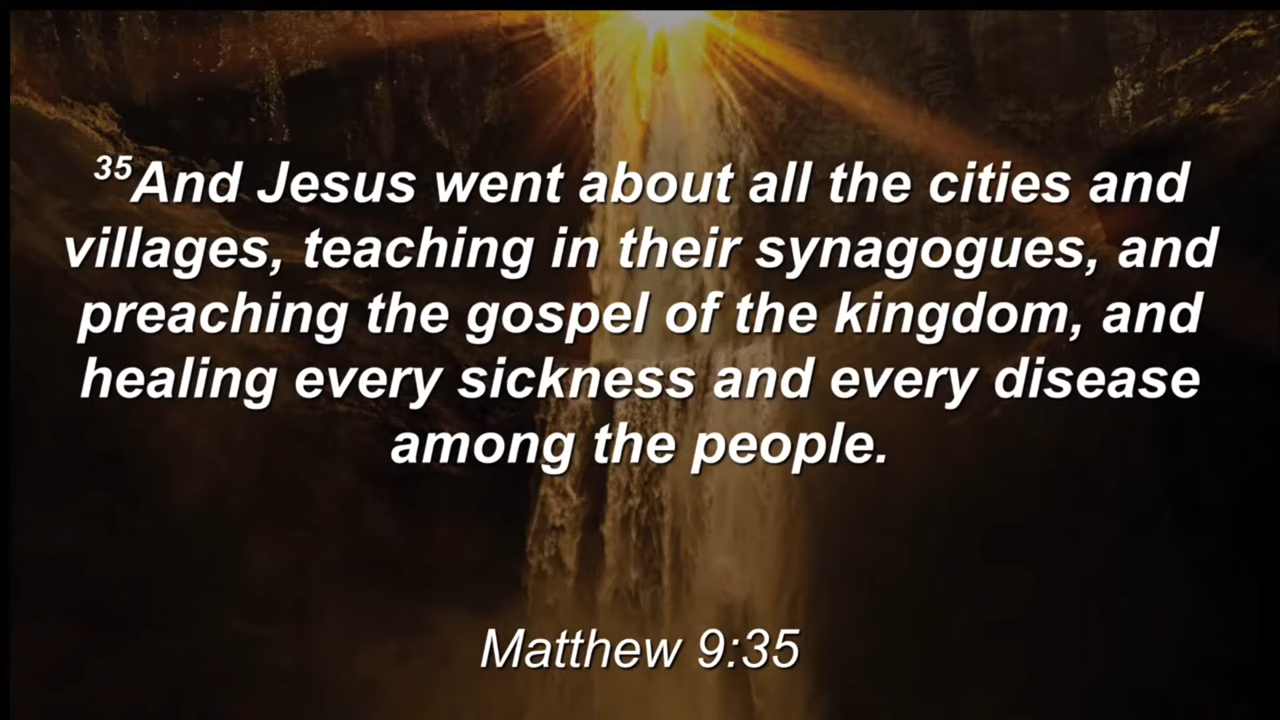 35And Jesus went about all the cities and
villages, teaching in their synagogues, and
preaching the gospel of the kingdom, and
healing every sickness and every disease
among the people.
Matthew 9:35